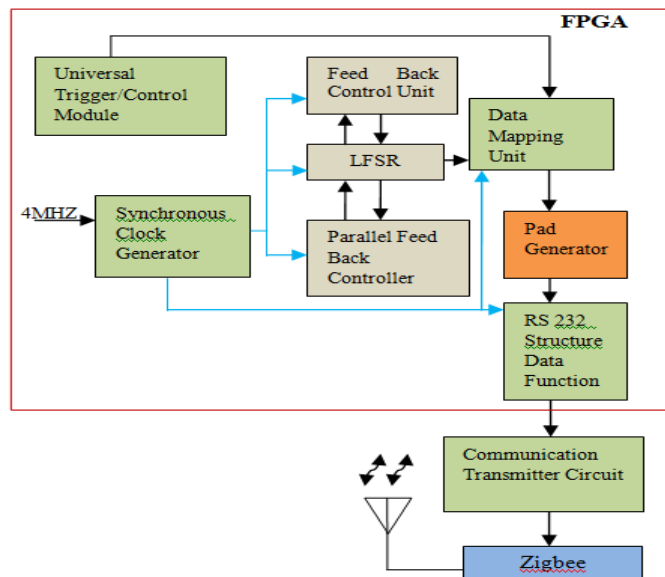 FPGA
Universal
Trigger/Control
Module
Feed Back
Control Unit
Data
Mapping
Unit
LFSR
4MHZ
Synchronous
Clock
Generator
Parallel Feed
Back
Controller
Pad
Generator
RS 232
Structure
Data
Function
Communication
Transmitter Circuit
Zigbee